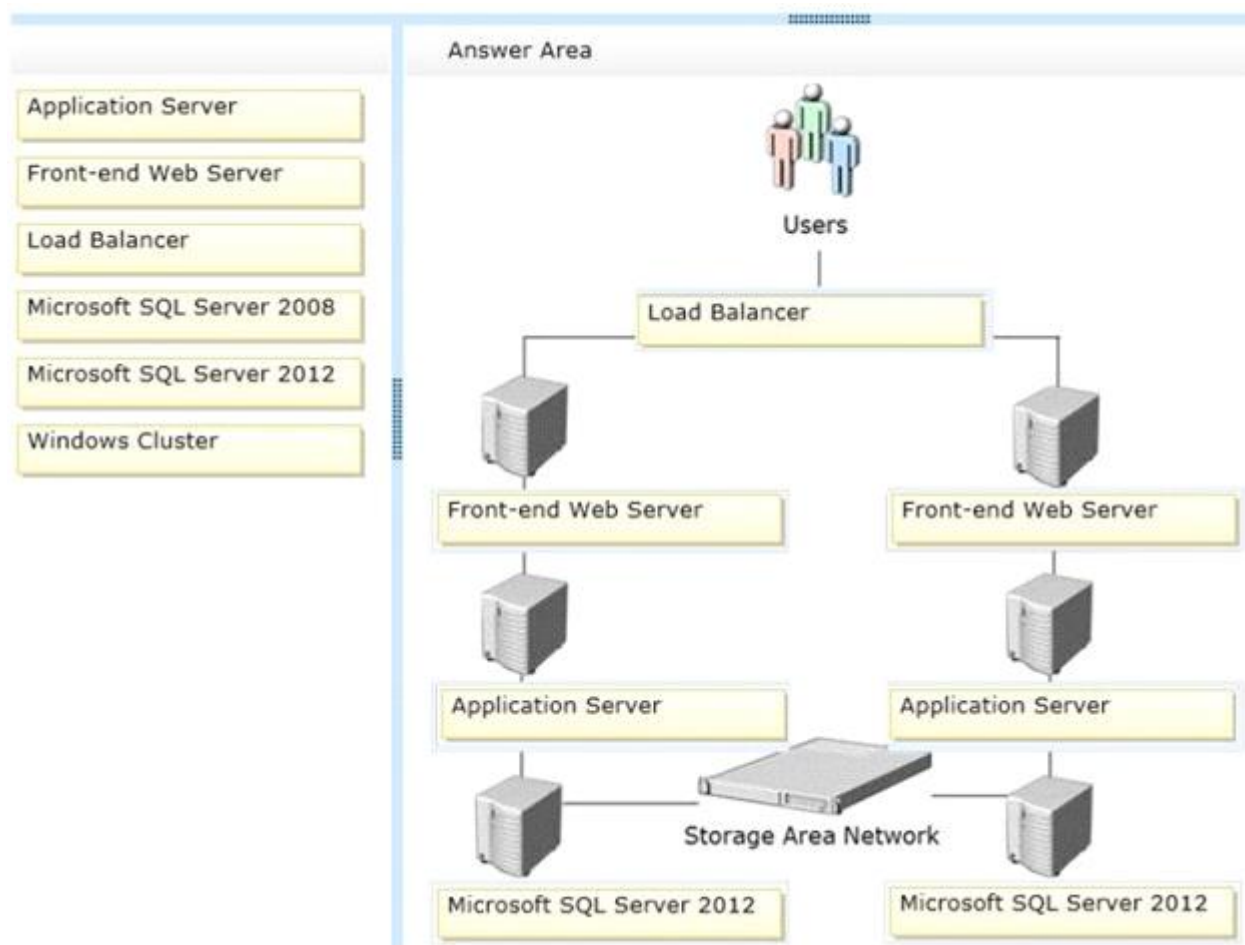 Answer Area
Application Server
Front-end Web Server
Load Balancer
Microsoft SQL Server 2008
Microsoft SQL Server 2012
Windows Cluster
Users
Load Balancer
Front-end Web Server
Front-end Web Server
Application Server
Application Server
Storage Area Network
Microsoft SQL Server 2012
Microsoft SQL Server 2012